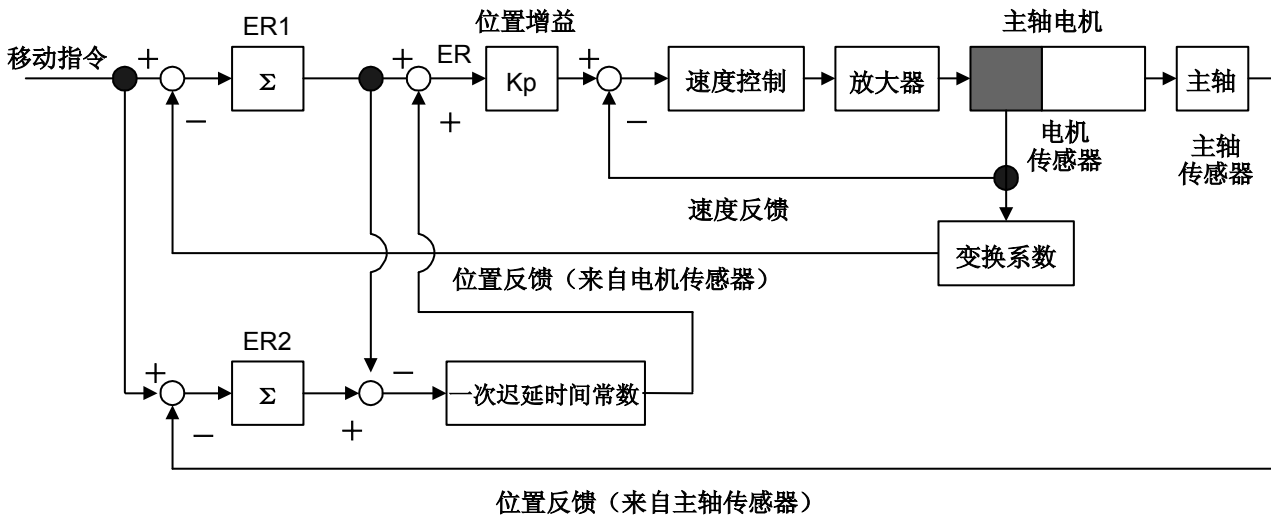 ER1
位置增益
主轴电机
移动指令
+
+
ER
+
Σ
Kp
速度控制
放大器
主轴
−
+
−
电机
传感器
主轴
传感器
速度反馈
变换系数
位置反馈（来自电机传感器）
ER2
+
−
Σ
一次迟延时间常数
−
+
位置反馈（来自主轴传感器）